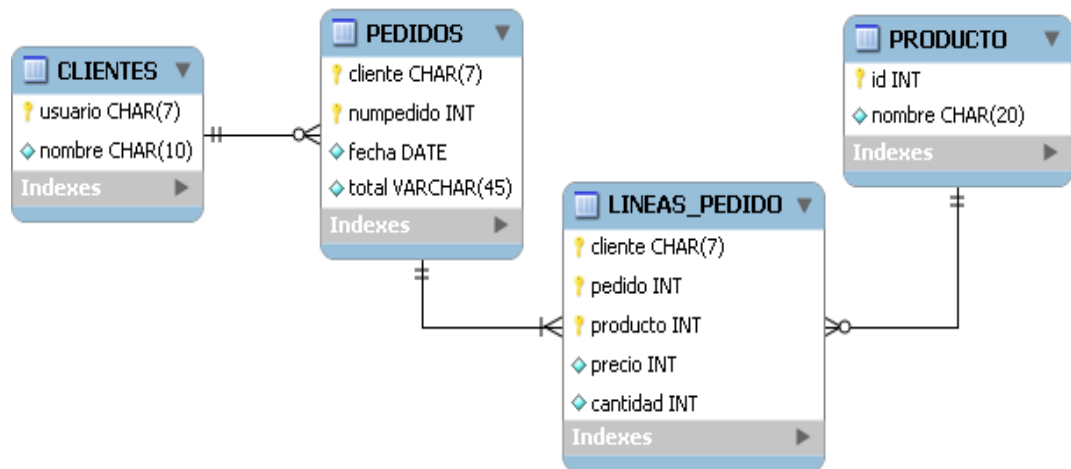 CLIENTES
usuario CHAR(7)
nombre CHAR(10)
Indexes
PEDIDOS
cliente CHAR(7)
numpedido INT
fecha DATE
total VARCHAR(45)
Indexes
LINEAS_PEDIDO
cliente CHAR(7)
pedido INT
producto INT
precio INT
cantidad INT
Indexes
PRODUCTO
id INT
nombre CHAR(20)
Indexes